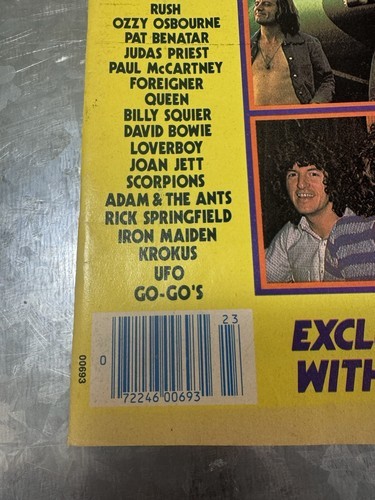 RUSH
OZZY OSBOURNE
PAT BENATAR
JUDAS PRIEST
PAUL McCARTNEY
FOREIGNER
QUEEN
BILLY SQUIER
DAVID BOWIE
LOVERBOY
JOAN JETT
SCORPIONS
ADAM & THE ANTS
RICK SPRINGFIELD
IRON MAIDEN
KROKUS
UFO
GO-GO'S
23
0
72246 00693
00693
EXCL
WITH